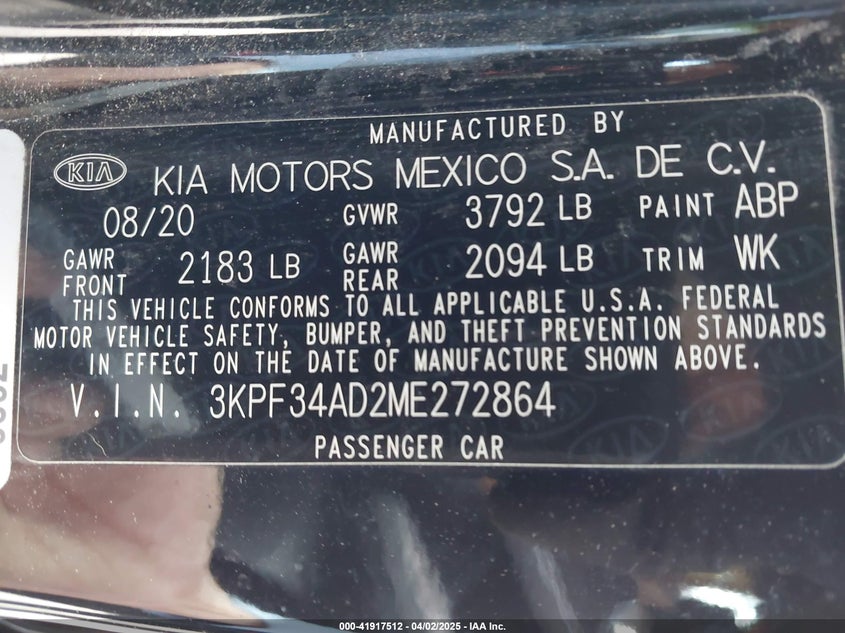 MANUFACTURED BY
KIA KIA MOTORS MEXICO S.A. DE C.V.
08/20 GVWR 3792 LB PAINT ABP
GAWR FRONT 2183 LB GAWR REAR 2094 LB TRIM WK
THIS VEHICLE CONFORMS TO ALL APPLICABLE U.S.A. FEDERAL
MOTOR VEHICLE SAFETY, BUMPER, AND THEFT PREVENTION STANDARDS
IN EFFECT ON THE DATE OF MANUFACTURE SHOWN ABOVE.
V.I.N. 3KPF34AD2ME272864
PASSENGER CAR
000-41917512 - 04/02/2025 - IAA Inc.